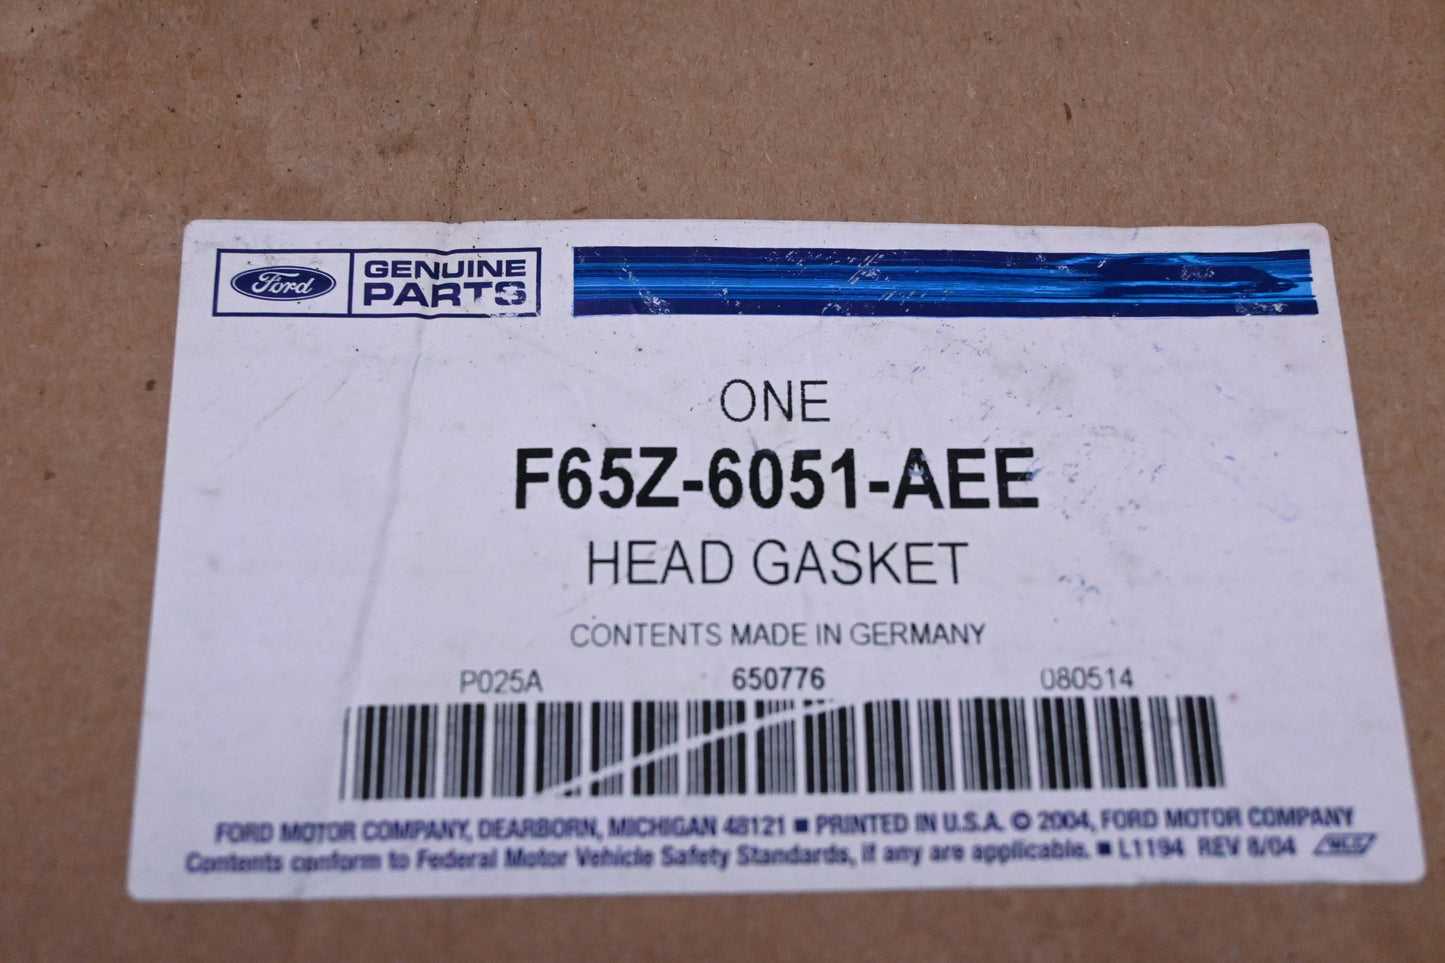 Ford GENUINE
PARTS
ONE
F65Z-6051-AEE
HEAD GASKET
CONTENTS MADE IN GERMANY
P025A 650776 080514
FORD MOTOR COMPANY, DEARBORN, MICHIGAN 48121 ■ PRINTED IN U.S.A. © 2004, FORD MOTOR COMPANY
Contents conform to Federal Motor Vehicle Safety Standards, if any are applicable. ■ L1194 REV 8/04